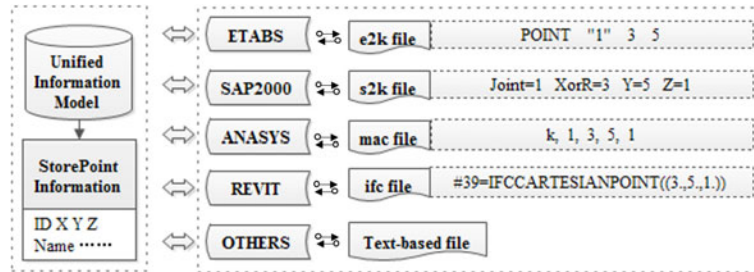 Unified
Information
Model
StorePoint
Information
ID X Y Z
Name ……
ETABS
e2k file
POINT "1" 3 5
SAP2000
s2k file
Joint=1 XorR=3 Y=5 Z=1
ANASYS
mac file
k, 1, 3, 5, 1
REVIT
ifc file
#39=IFCCARTESIANPOINT((3.,5.,1.))
OTHERS
Text-based file